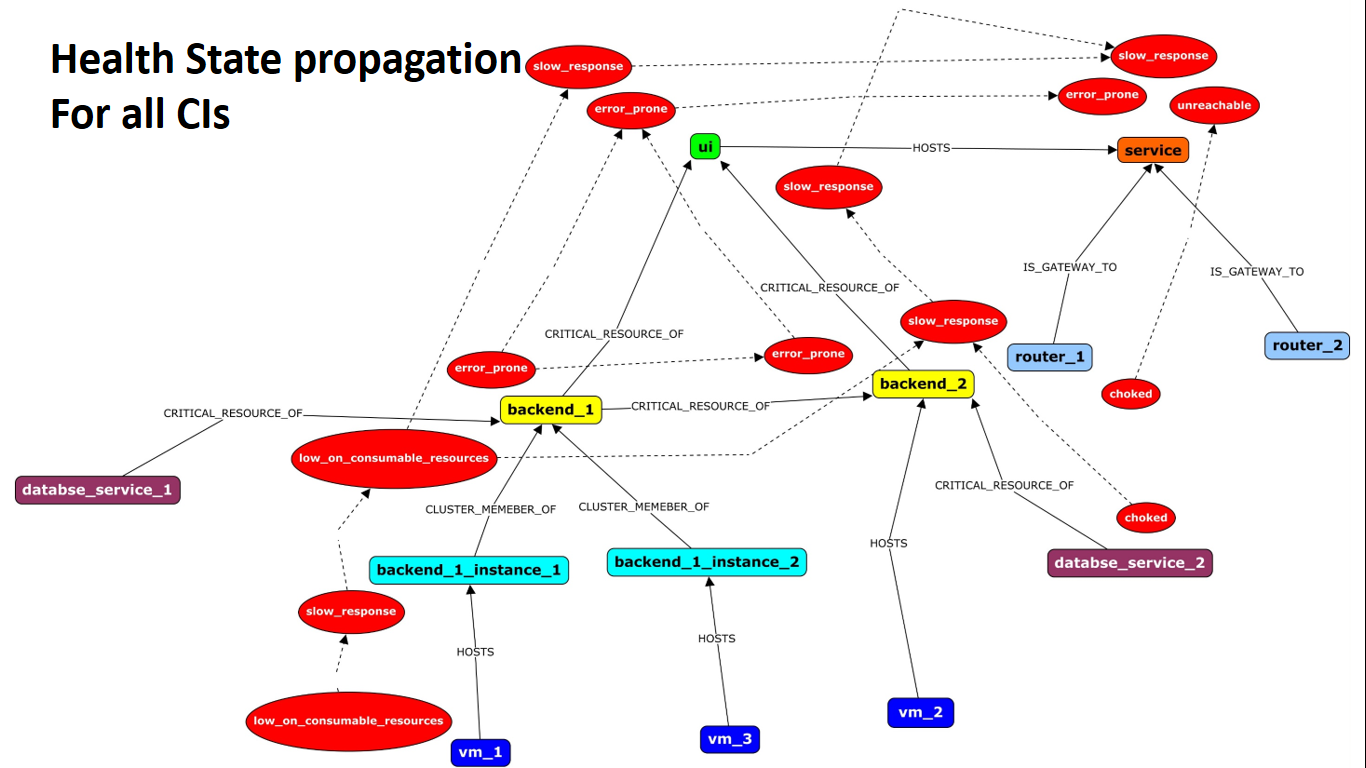 Health State propagation
For all CIs
slow_response
slow_response
error_prone
error_prone
unreachable
ui
HOSTS
service
slow_response
IS_GATEWAY_TO
IS_GATEWAY_TO
CRITICAL_RESOURCE_OF
slow_response
CRITICAL_RESOURCE_OF
router_1
router_2
error_prone
error_prone
backend_2
choked
CRITICAL_RESOURCE_OF
backend_1
CRITICAL_RESOURCE_OF
low_on_consumable_resources
databse_service_1
CRITICAL_RESOURCE_OF
CLUSTER_MEMEBER_OF
CLUSTER_MEMEBER_OF
choked
HOSTS
backend_1_instance_1
backend_1_instance_2
databse_service_2
slow_response
HOSTS
HOSTS
low_on_consumable_resources
vm_2
vm_1
vm_3